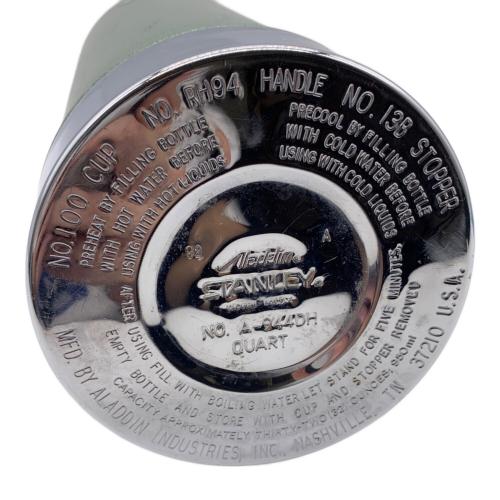 NO. 100 CUP NO. RH94 HANDLE NO. 13B STOPPER
PREHEAT BY FILLING BOTTLE
WITH HOT WATER BEFORE
USING WITH HOT LIQUIDS
PRECOOL BY FILLING BOTTLE
WITH COLD WATER BEFORE
USING WITH COLD LIQUIDS
A
Aladdin
STANLEY
NO. A-944DH
QUART
AFTER USING FILL WITH BOILING WATER LET STAND FOR FIVE MINUTES,
EMPTY BOTTLE AND STORE WITH CUP AND STOPPER REMOVED
CAPACITY APPROXIMATELY THIRTY-TWO (32) OUNCES, 950 ml
MFD. BY ALADDIN INDUSTRIES, INC., NASHVILLE, TN 37210 U.S.A.